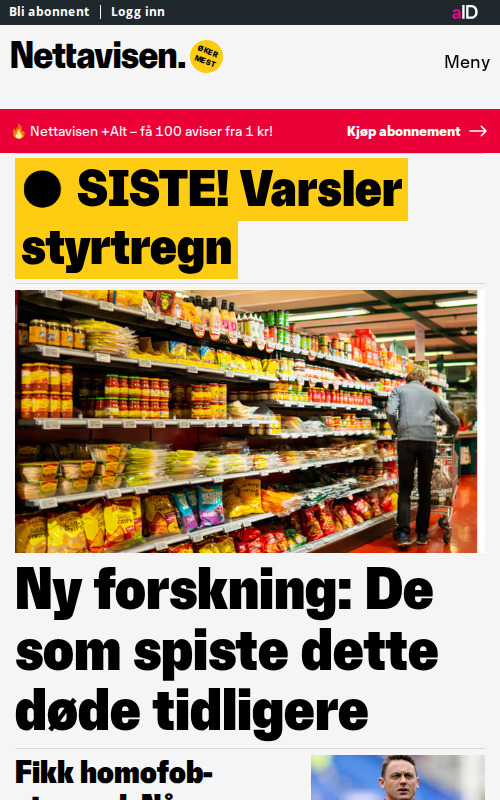 Bli abonnent | Logg inn
aID
Nettavisen.
ØKER
MEST
Meny
🔥 Nettavisen +Alt – få 100 aviser fra 1 kr!
Kjøp abonnement →
● SISTE! Varsler
styrtregn
Ny forskning: De
som spiste dette
døde tidligere
Fikk homofob-